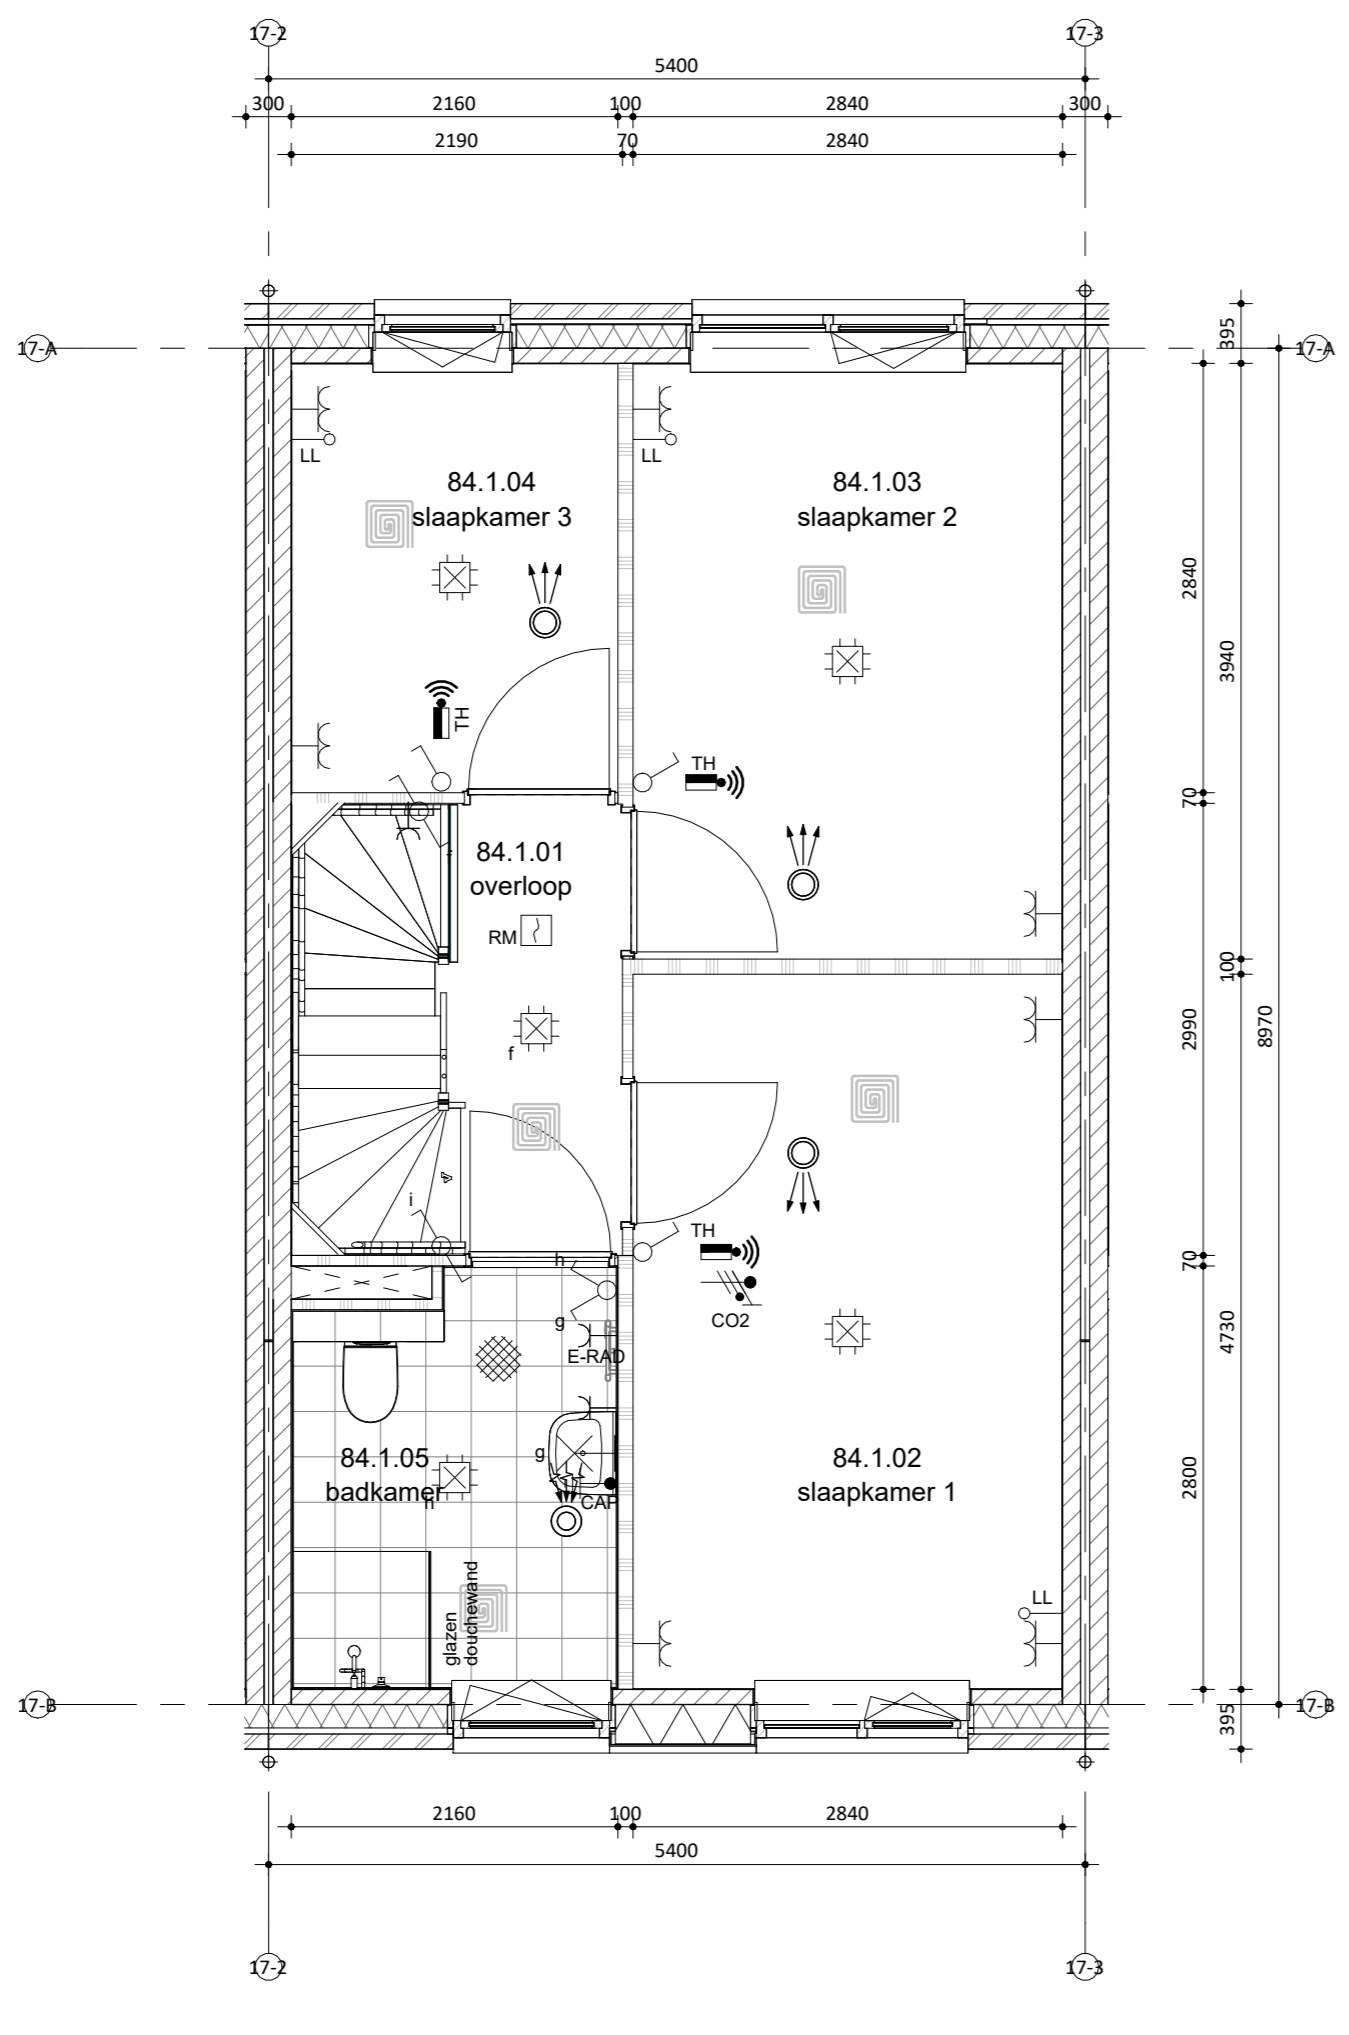 17-2
17-3
5400
300
2160
100
2840
300
2190
70
2840
17-A
17-A
395
LL
LL
84.1.04
slaapkamer 3
84.1.03
slaapkamer 2
2840
3940
TH
TH
70
84.1.01
overloop
f
RM
100
f
2990
8970
i
TH
70
h
CO2
g
E-RAD
4730
g
84.1.05
badkamer
h
CAP
84.1.02
slaapkamer 1
2800
glazen
douchewand
LL
17-B
17-B
395
2160
100
2840
5400
17-2
17-3